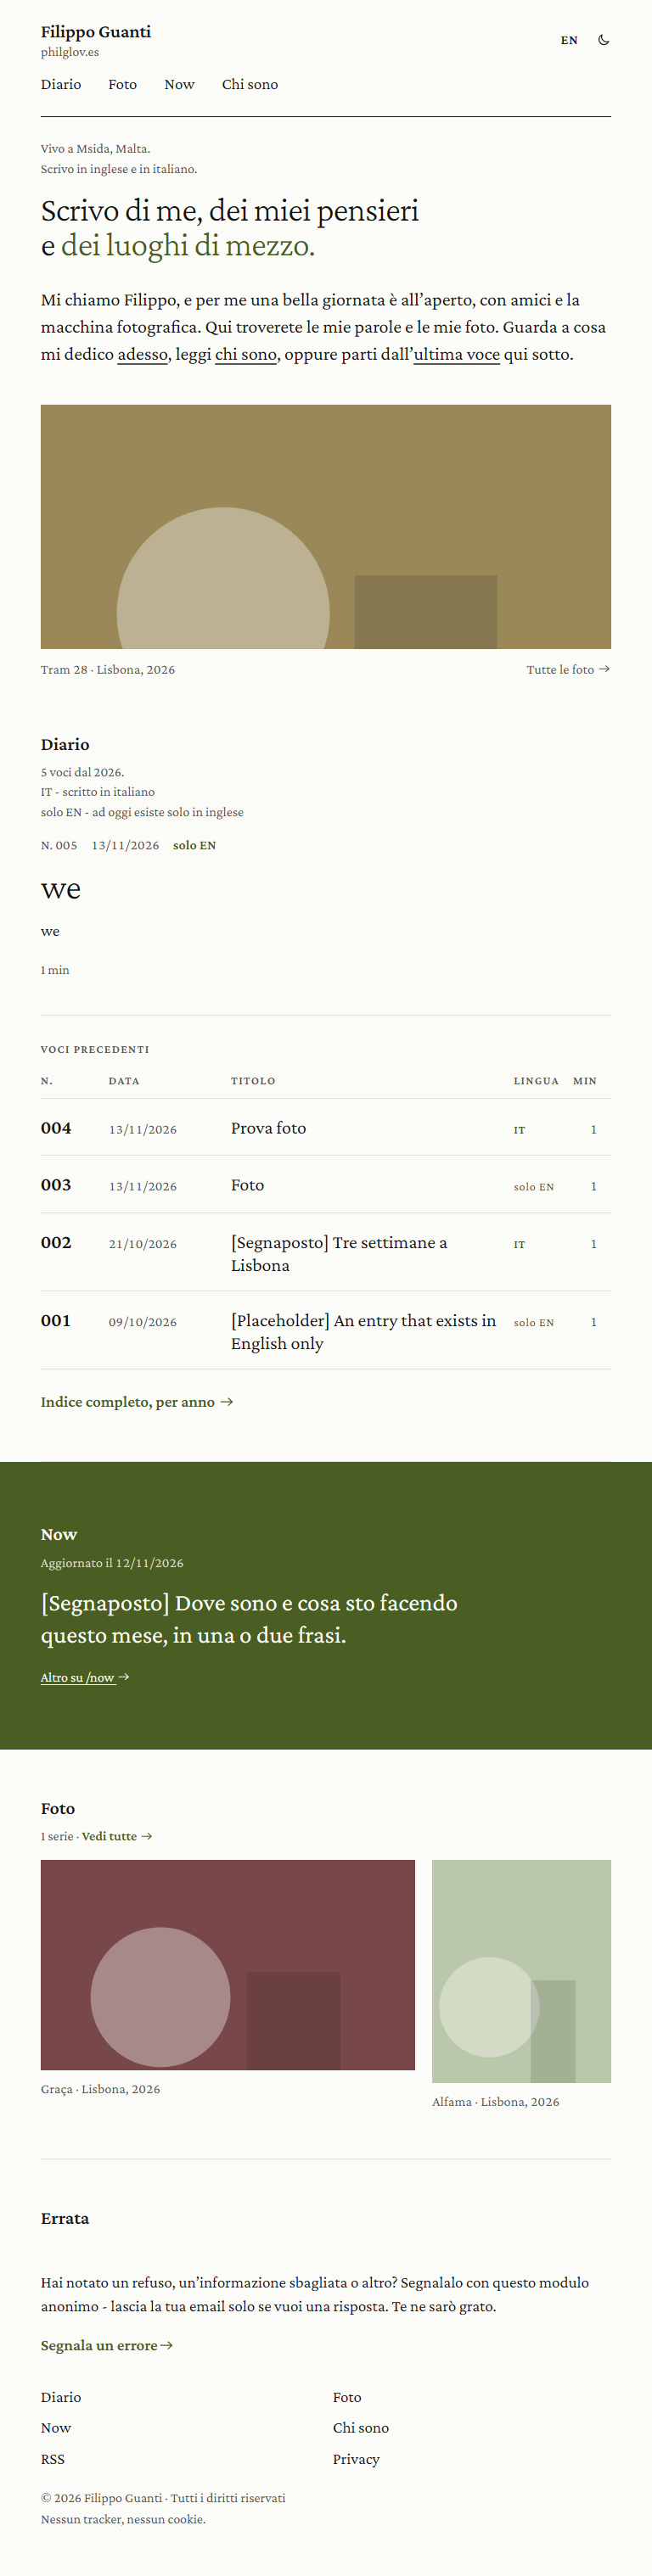 Filippo Guanti
philglov.es
EN
Diario Foto Now Chi sono
Vivo a Msida, Malta.
Scrivo in inglese e in italiano.
Scrivo di me, dei miei pensieri
e dei luoghi di mezzo.
Mi chiamo Filippo, e per me una bella giornata è all’aperto, con amici e la
macchina fotografica. Qui troverete le mie parole e le mie foto. Guarda a cosa
mi dedico adesso, leggi chi sono, oppure parti dall’ultima voce qui sotto.
Tram 28 · Lisbona, 2026
Tutte le foto →
Diario
5 voci dal 2026.
IT - scritto in italiano
solo EN - ad oggi esiste solo in inglese
N. 005 13/11/2026 solo EN
we
we
1 min
VOCI PRECEDENTI
N. DATA TITOLO LINGUA MIN
004 13/11/2026 Prova foto IT 1
003 13/11/2026 Foto solo EN 1
002 21/10/2026 [Segnaposto] Tre settimane a IT 1
Lisbona
001 09/10/2026 [Placeholder] An entry that exists in solo EN 1
English only
Indice completo, per anno →
Now
Aggiornato il 12/11/2026
[Segnaposto] Dove sono e cosa sto facendo
questo mese, in una o due frasi.
Altro su /now →
Foto
1 serie · Vedi tutte →
Graça · Lisbona, 2026
Alfama · Lisbona, 2026
Errata
Hai notato un refuso, un’informazione sbagliata o altro? Segnalalo con questo modulo
anonimo - lascia la tua email solo se vuoi una risposta. Te ne sarò grato.
Segnala un errore →
Diario Foto
Now Chi sono
RSS Privacy
© 2026 Filippo Guanti · Tutti i diritti riservati
Nessun tracker, nessun cookie.